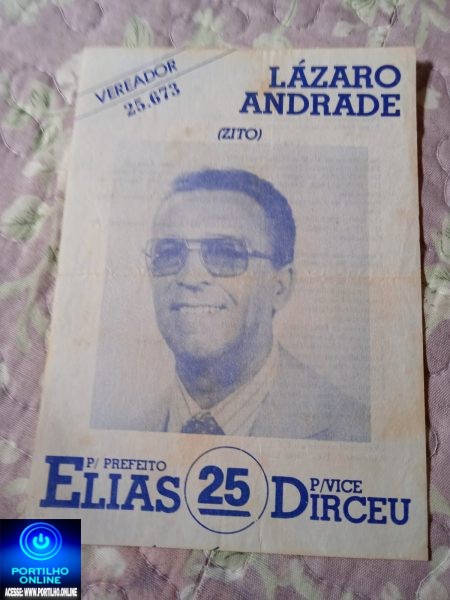 VEREADOR
25.673
LÁZARO
ANDRADE
(ZITO)
P/ PREFEITO
ELIAS
25
P/VICE
DIRCEU
PORTILHO
ONLINE
ACESSE: WWW.PORTILHO.ONLINE